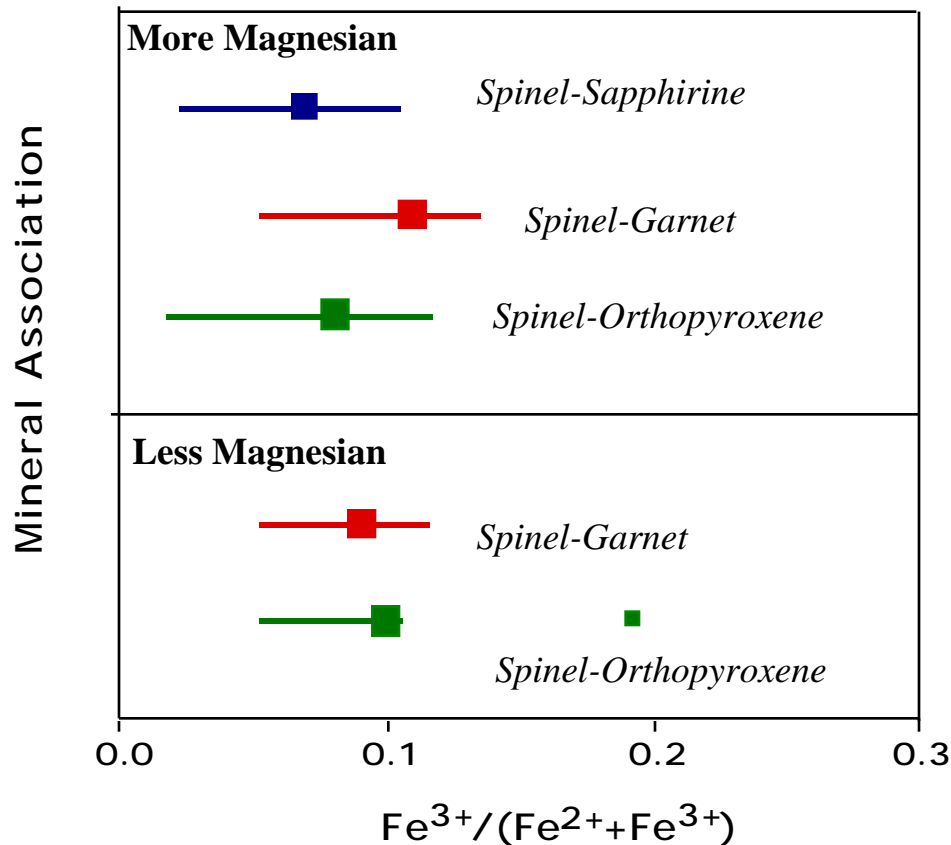 More Magnesian
Spinel-Sapphirine
Spinel-Garnet
Spinel-Orthopyroxene
Less Magnesian
Spinel-Garnet
Spinel-Orthopyroxene
Mineral Association
0.0 0.1 0.2 0.3
Fe³⁺/(Fe²⁺+Fe³⁺)